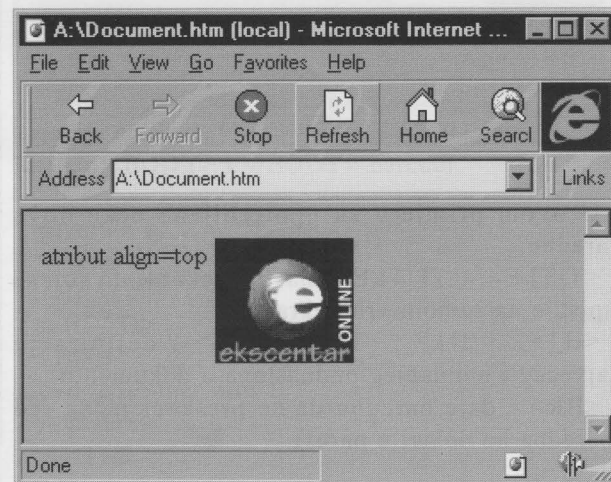 A:\Document.htm (local) - Microsoft Internet ...
File Edit View Go Favorites Help
Back Forward Stop Refresh Home Searcl
Address A:\Document.htm Links
atribut align=top
e
ONLINE
ekscentar
Done